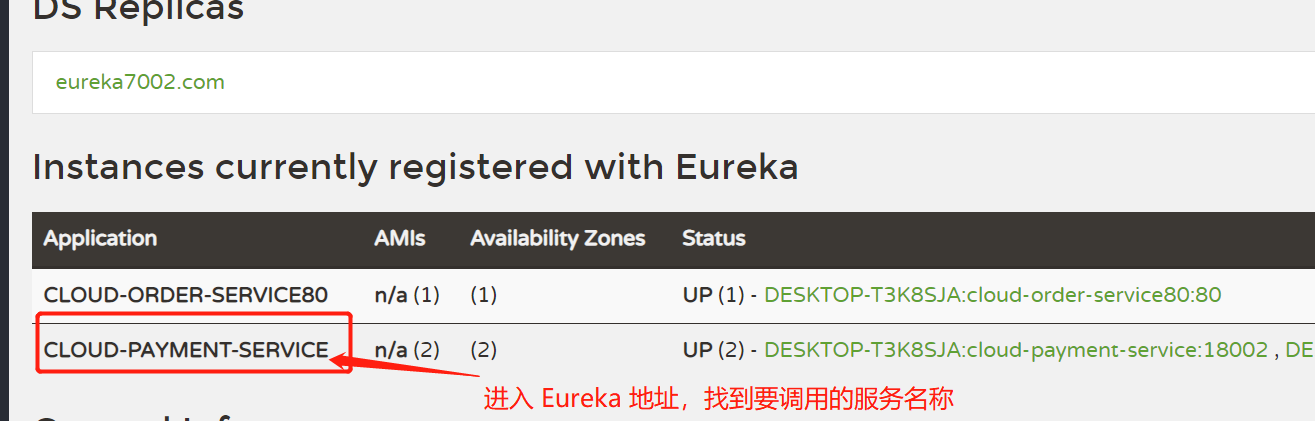 DS Replicas
eureka7002.com
Instances currently registered with Eureka
Application AMIs Availability Zones Status
CLOUD-ORDER-SERVICE80 n/a (1) (1) UP (1) - DESKTOP-T3K8SJA:cloud-order-service80:80
CLOUD-PAYMENT-SERVICE n/a (2) (2) UP (2) - DESKTOP-T3K8SJA:cloud-payment-service:18002 , DE
进入 Eureka 地址，找到要调用的服务名称